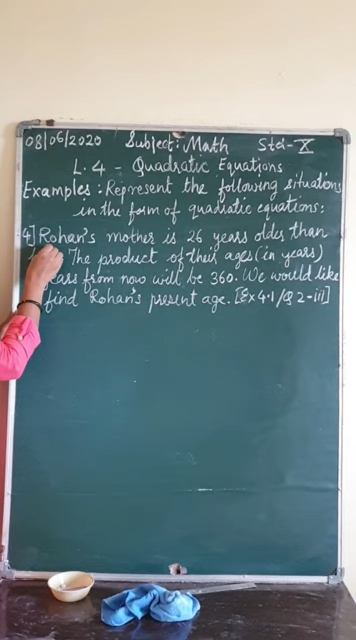 08/06/2020 Subject: Math Std- X
L. 4 - Quadratic Equations
Examples: Represent the following situations
in the form of quadratic equations:
4] Rohan's mother is 26 years older than
The product of their ages (in years)
from now will be 360. We would like
find Rohan's present age. [Ex 4.1/Q 2-iii]